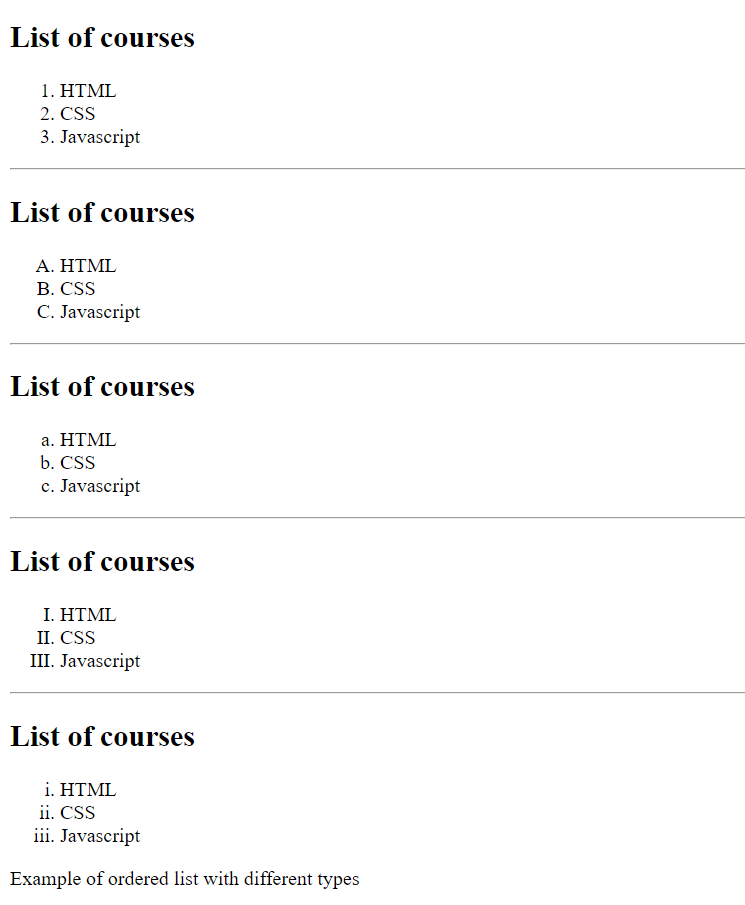 List of courses
1. HTML
2. CSS
3. Javascript
List of courses
A. HTML
B. CSS
C. Javascript
List of courses
a. HTML
b. CSS
c. Javascript
List of courses
I. HTML
II. CSS
III. Javascript
List of courses
i. HTML
ii. CSS
iii. Javascript
Example of ordered list with different types